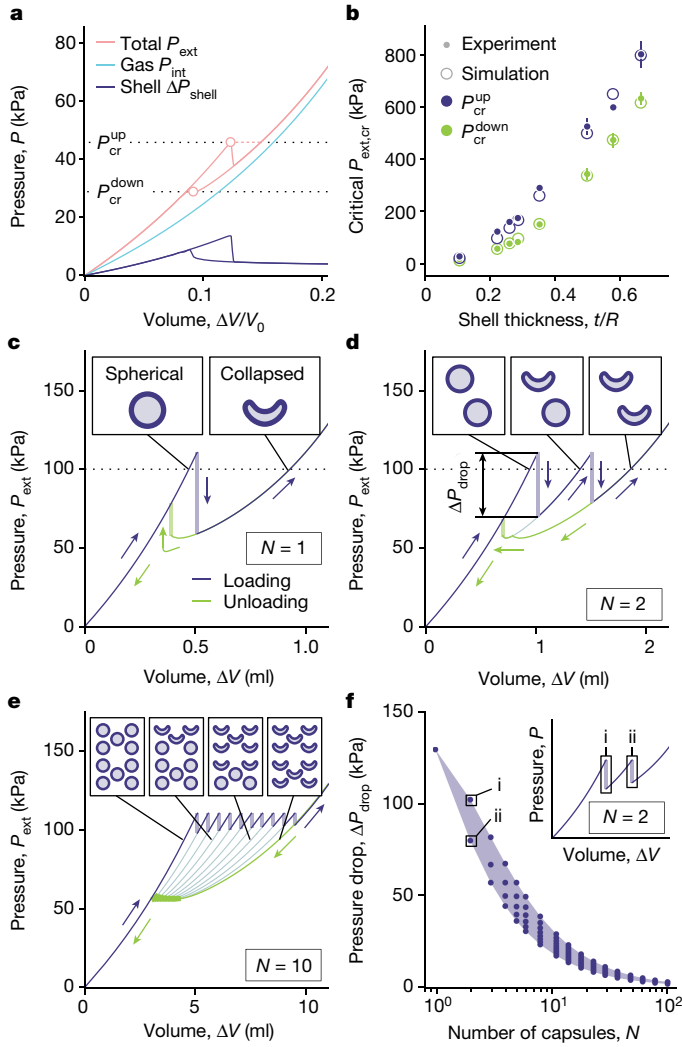 a
80
60
40
20
0
Pressure, P (kPa)
Total P_ext
Gas P_int
Shell ΔP_shell
P_cr^up
P_cr^down
0
0.1
0.2
Volume, ΔV/V_0
b
800
600
400
200
0
Critical P_ext,cr (kPa)
Experiment
Simulation
P_cr^up
P_cr^down
0
0.2
0.4
0.6
Shell thickness, t/R
c
150
100
50
0
Pressure, P_ext (kPa)
Spherical
Collapsed
N = 1
Loading
Unloading
0
0.5
1.0
Volume, ΔV (ml)
d
150
100
50
0
Pressure, P_ext (kPa)
ΔP_drop
N = 2
0
1
2
Volume, ΔV (ml)
e
150
100
50
0
Pressure, P_ext (kPa)
N = 10
0
5
10
Volume, ΔV (ml)
f
150
100
50
0
Pressure drop, ΔP_drop (kPa)
i
ii
i
ii
Pressure, P
N = 2
Volume, ΔV
10^0
10^1
10^2
Number of capsules, N